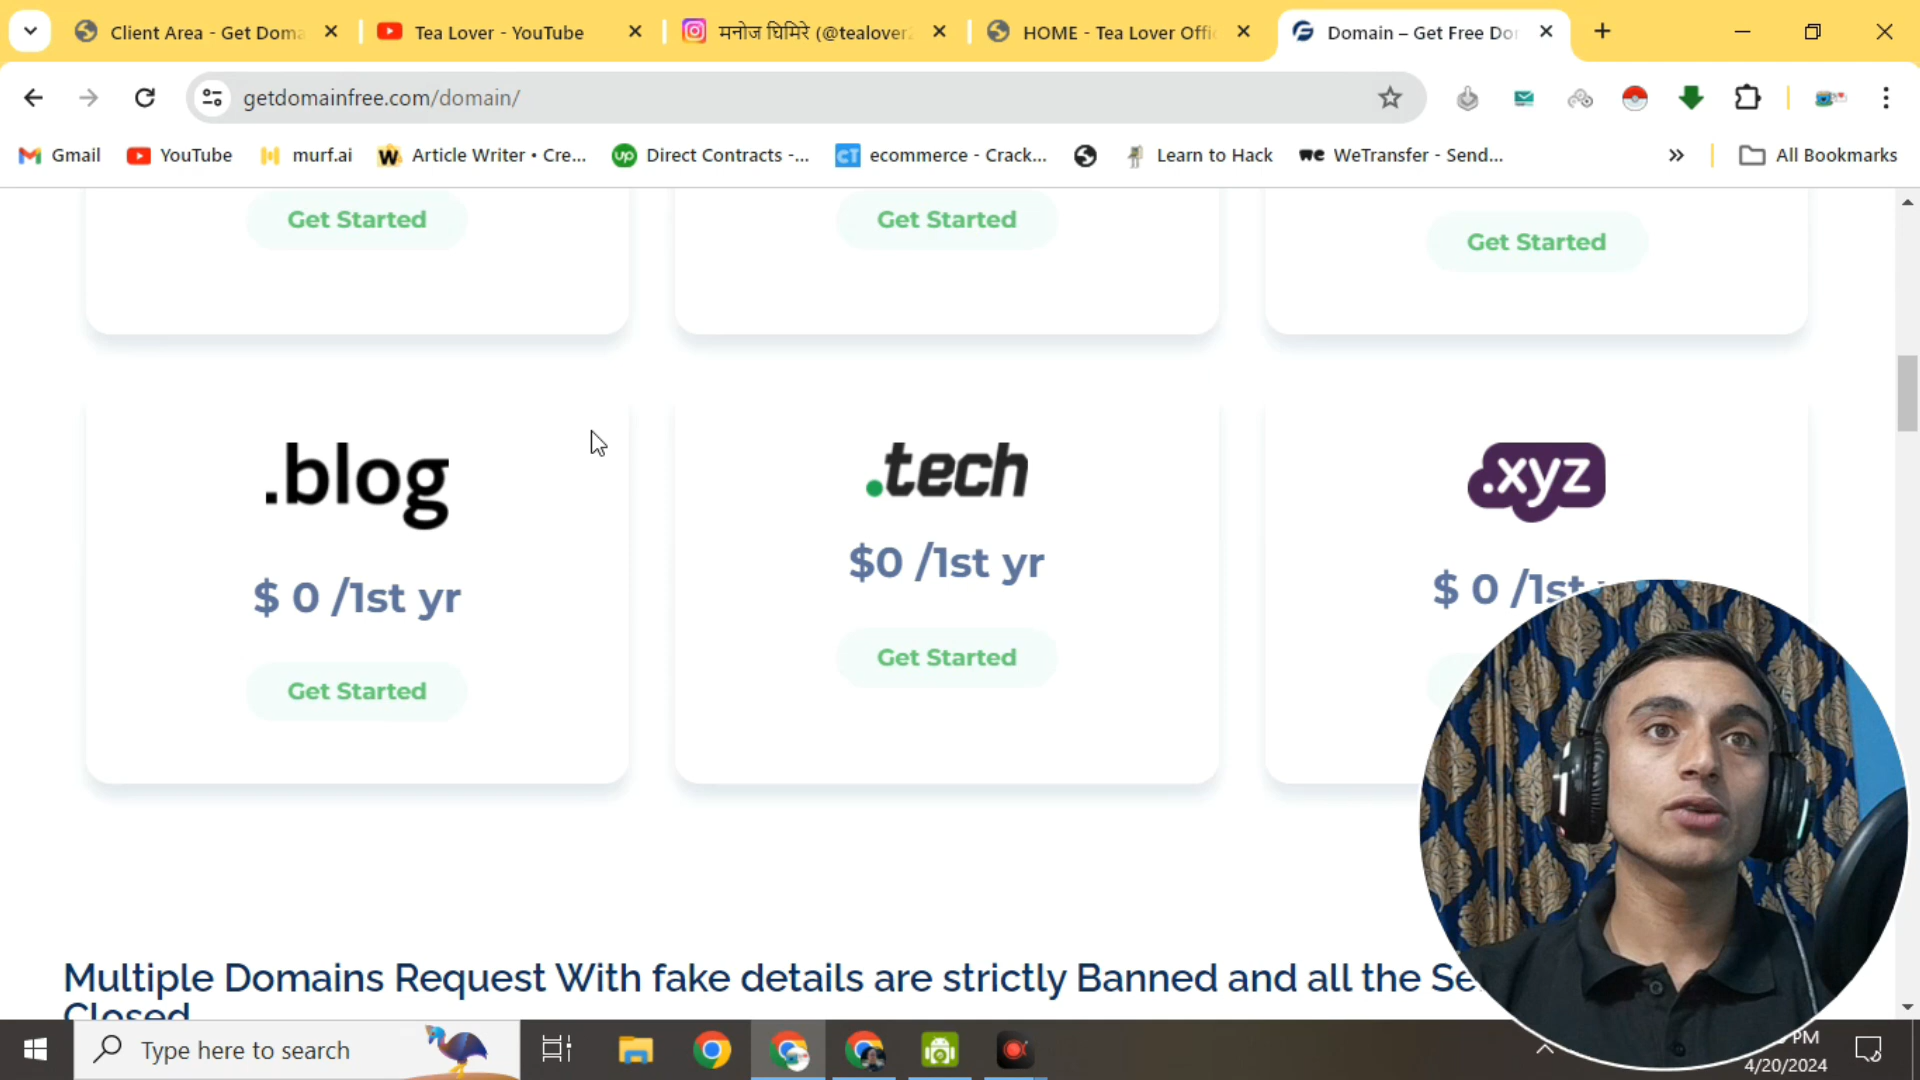 Client Area - Get Doma
Tea Lover - YouTube
मनोज घिमिरे (@tealover
HOME - Tea Lover Offi
Domain – Get Free Do
getdomainfree.com/domain/
Gmail
YouTube
murf.ai
Article Writer • Cre...
up
Direct Contracts -...
CT
ecommerce - Crack...
Learn to Hack
we
WeTransfer - Send...
All Bookmarks
Get Started
Get Started
Get Started
.blog
.tech
.xyz
$ 0 /1st yr
$0 /1st yr
$ 0 /1st
Get Started
Get Started
Multiple Domains Request With fake details are strictly Banned and all the Se
Closed
Type here to search
PM
4/20/2024